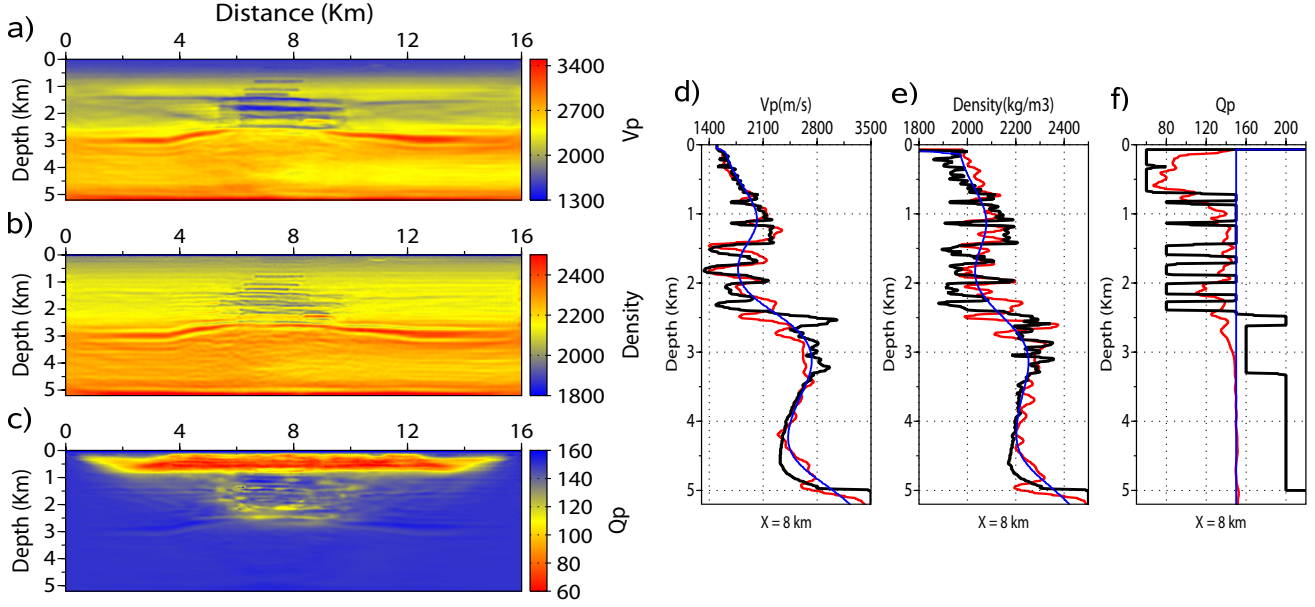 Distance (Km)
a)
0 4 8 12 16
0
1
2
3
4
5
Depth (Km)
3400
2700
2000
1300
Vp
b)
0
1
2
3
4
5
Depth (Km)
2400
2200
2000
1800
Density
c)
0 4 8 12 16
0
1
2
3
4
5
Depth (Km)
160
140
120
100
80
60
Qp
d)
Vp(m/s)
1400 2100 2800 3500
0
1
2
3
4
5
Depth (Km)
X = 8 km
e)
Density(kg/m3)
1800 2000 2200 2400
0
1
2
3
4
5
Depth (Km)
X = 8 km
f)
Qp
80 120 160 200
0
1
2
3
4
5
Depth (Km)
X = 8 km